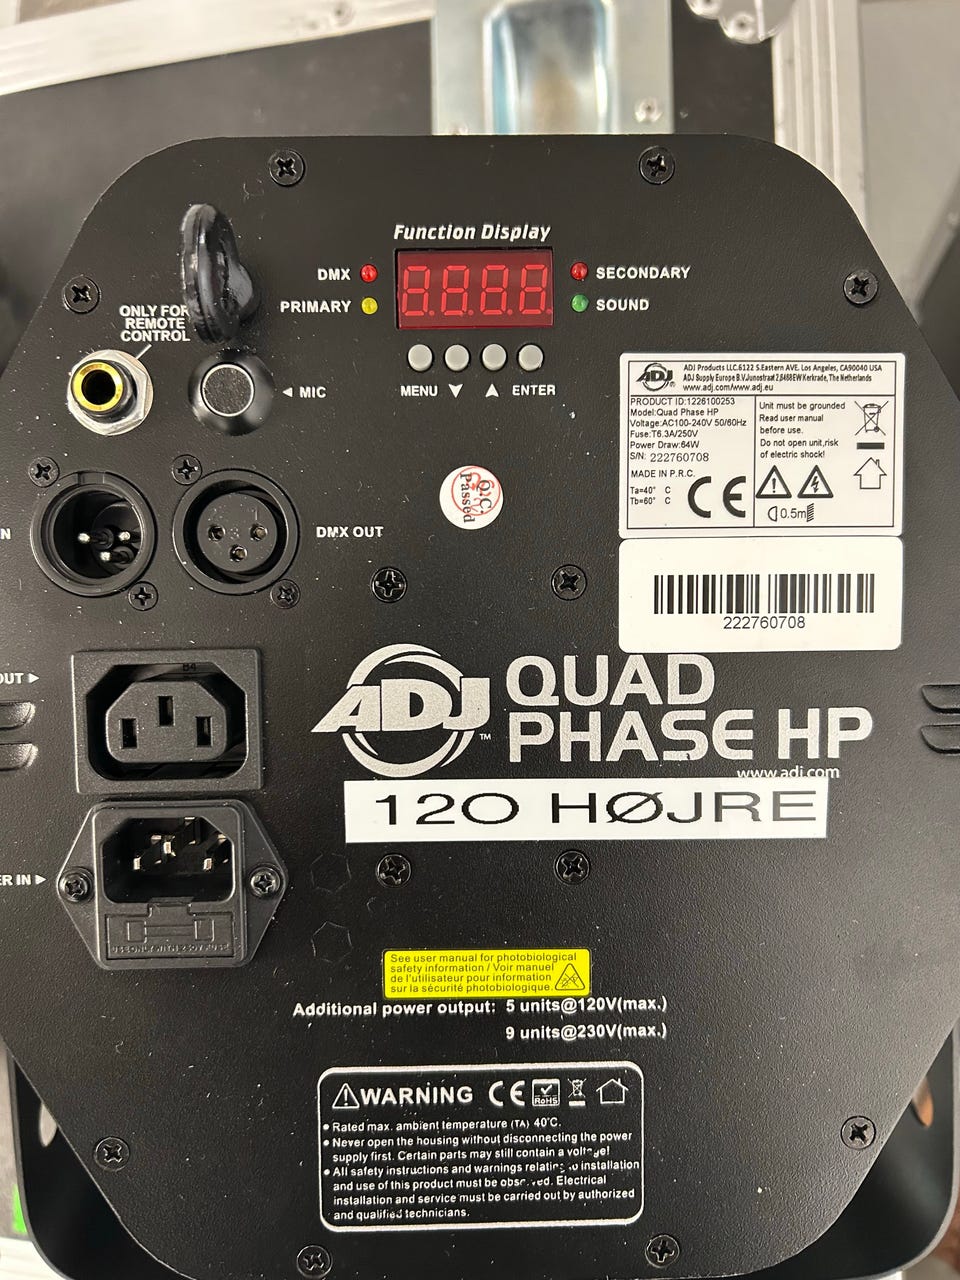 Function Display
DMX
SECONDARY
PRIMARY
SOUND
ONLY FOR
REMOTE
CONTROL
MENU
ENTER
MIC
ADJ
ADJ Products LLC.6122 S.Eastern AVE. Los Angeles, CA90040 USA
ADJ Supply Europe B.V.Junostraat 2,6468EW Kerkrade, The Netherlands
www.adj.com/www.adj.eu
PRODUCT ID:1226100253
Model:Quad Phase HP
Voltage:AC100-240V 50/60Hz
Fuse:T6.3A/250V
Power Draw:64W
S/N: 222760708
MADE IN P.R.C.
Ta=40° C
Tb=60° C
CE
Unit must be grounded
Read user manual
before use.
Do not open unit,risk
of electric shock!
0.5m
Q.C.
Passed
N
DMX OUT
222760708
OUT
ADJ™
QUAD
PHASE HP
www.adj.com
120 HØJRE
ER IN
USE ONLY WITH 250V FUSE
See user manual for photobiological
safety information / Voir manuel
de l'utilisateur pour information
sur la sécurité photobiologique.
Additional power output: 5 units@120V(max.)
9 units@230V(max.)
WARNING CE RoHS
• Rated max. ambient temperature (TA) 40°C.
• Never open the housing without disconnecting the power
supply first. Certain parts may still contain a voltage!
• All safety instructions and warnings relating to installation
and use of this product must be observed. Electrical
installation and service must be carried out by authorized
and qualified technicians.